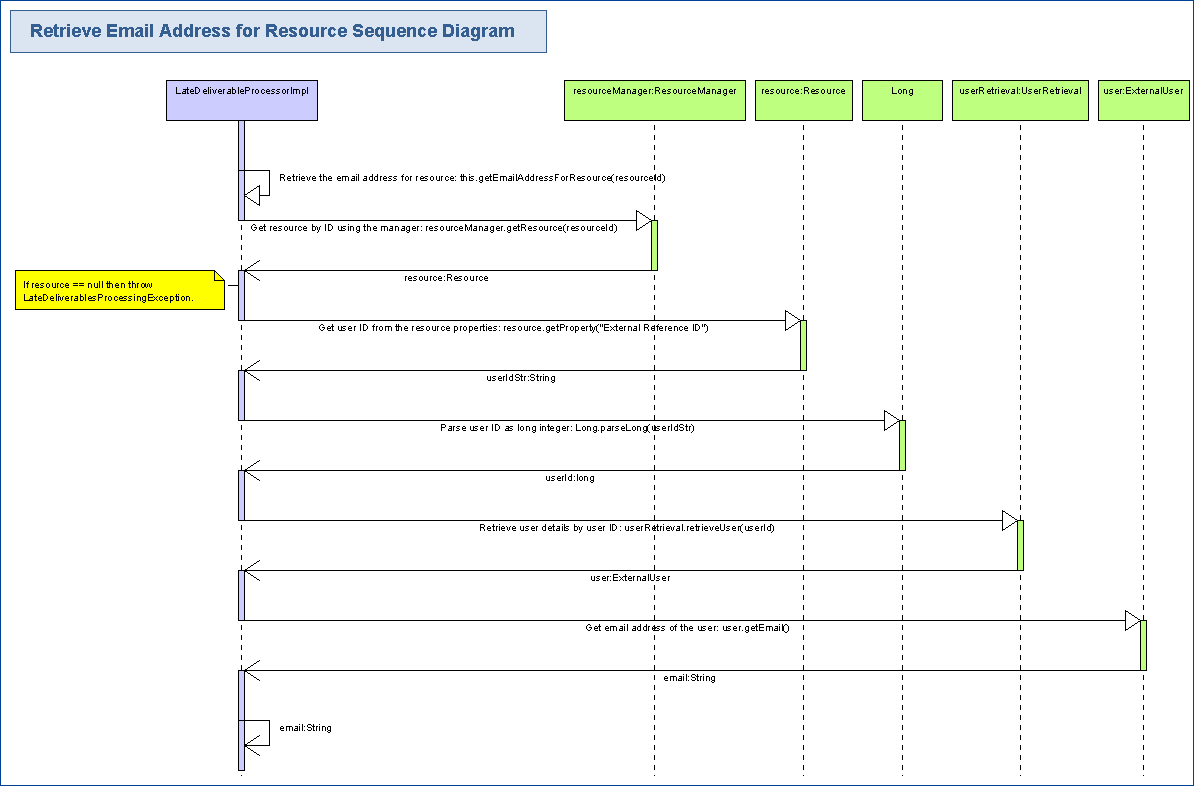 Retrieve Email Address for Resource Sequence Diagram
LateDeliverableProcessorImpl
resourceManager:ResourceManager
resource:Resource
Long
userRetrieval:UserRetrieval
user:ExternalUser
Retrieve the email address for resource: this.getEmailAddressForResource(resourceId)
Get resource by ID using the manager: resourceManager.getResource(resourceId)
resource:Resource
If resource == null then throw
LateDeliverablesProcessingException.
Get user ID from the resource properties: resource.getProperty("External Reference ID")
userIdStr:String
Parse user ID as long integer: Long.parseLong(userIdStr)
userId:long
Retrieve user details by user ID: userRetrieval.retrieveUser(userId)
user:ExternalUser
Get email address of the user: user.getEmail()
email:String
email:String